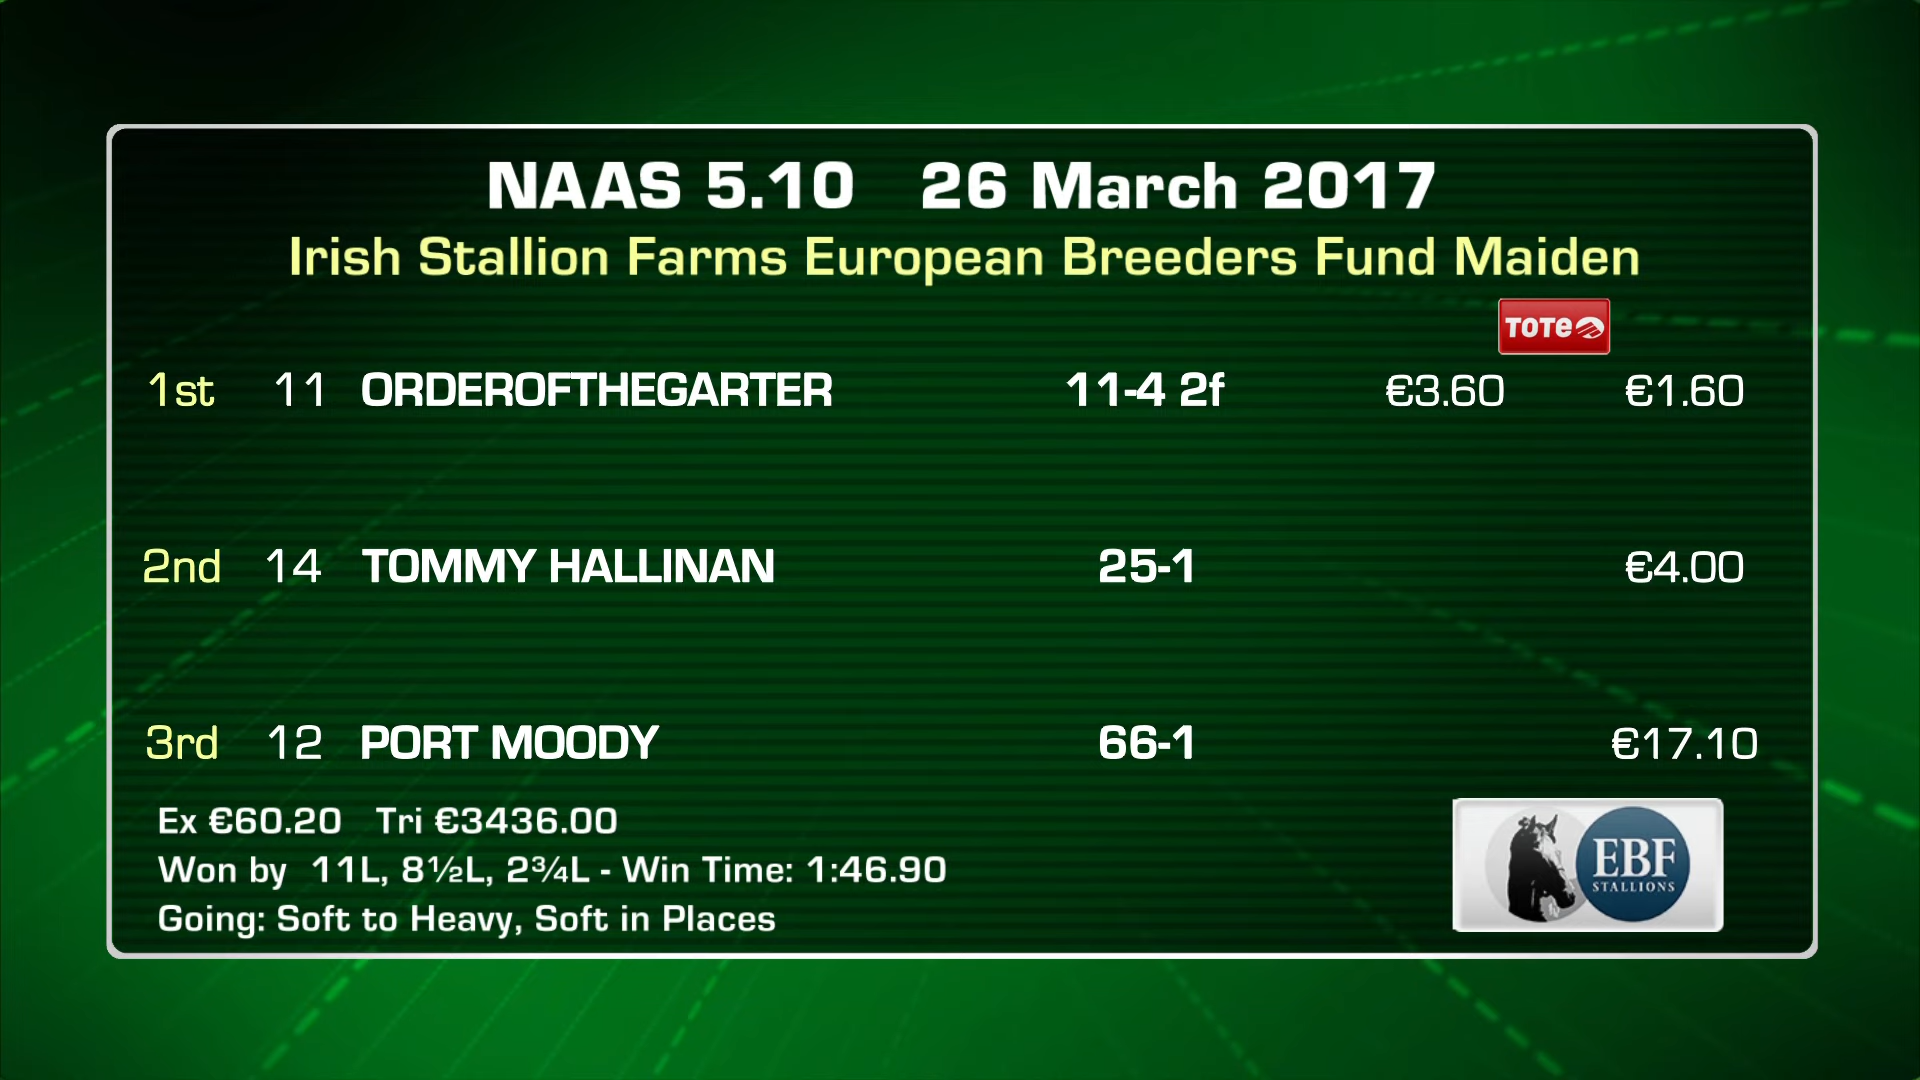 NAAS 5.10 26 March 2017
Irish Stallion Farms European Breeders Fund Maiden
TOTE
1st 11 ORDEROFTHEGARTER 11-4 2f €3.60 €1.60
2nd 14 TOMMY HALLINAN 25-1 €4.00
3rd 12 PORT MOODY 66-1 €17.10
Ex €60.20 Tri €3436.00
Won by 11L, 8½L, 2¾L - Win Time: 1:46.90
Going: Soft to Heavy, Soft in Places
EBF
STALLIONS